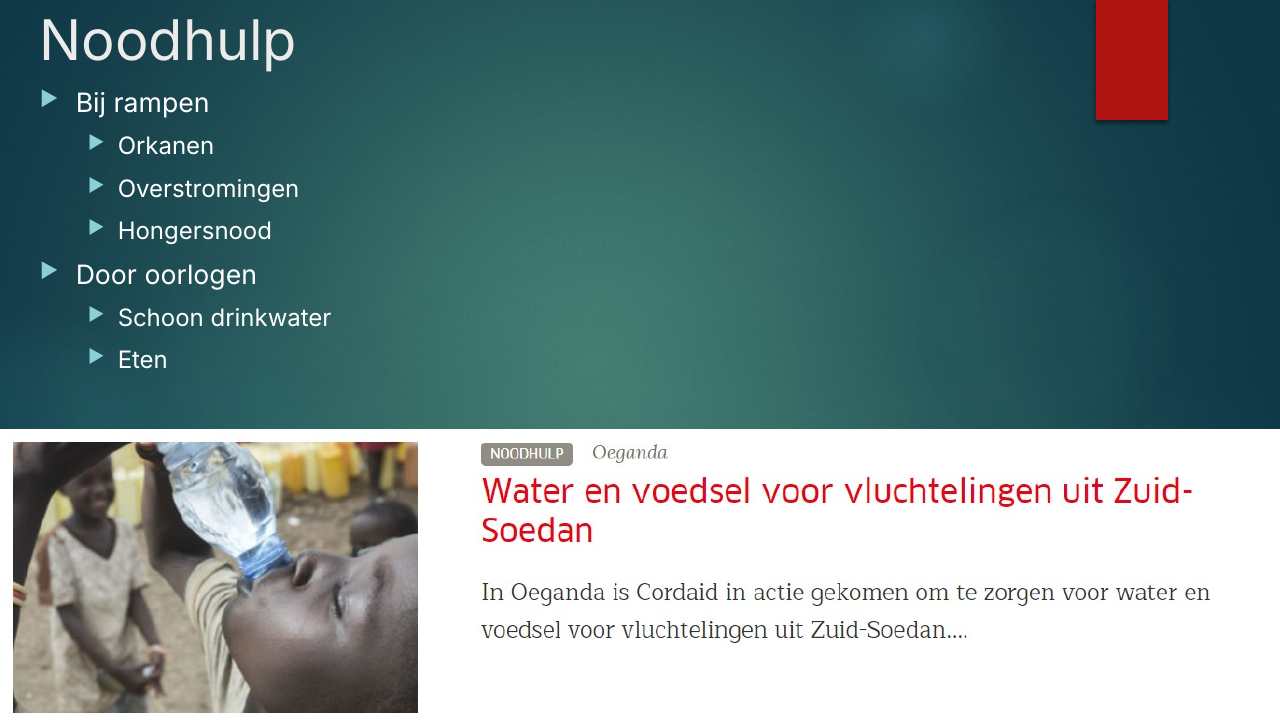 Noodhulp
Bij rampen
Orkanen
Overstromingen
Hongersnood
Door oorlogen
Schoon drinkwater
Eten
NOODHULP Oeganda
Water en voedsel voor vluchtelingen uit Zuid-
Soedan
In Oeganda is Cordaid in actie gekomen om te zorgen voor water en
voedsel voor vluchtelingen uit Zuid-Soedan....